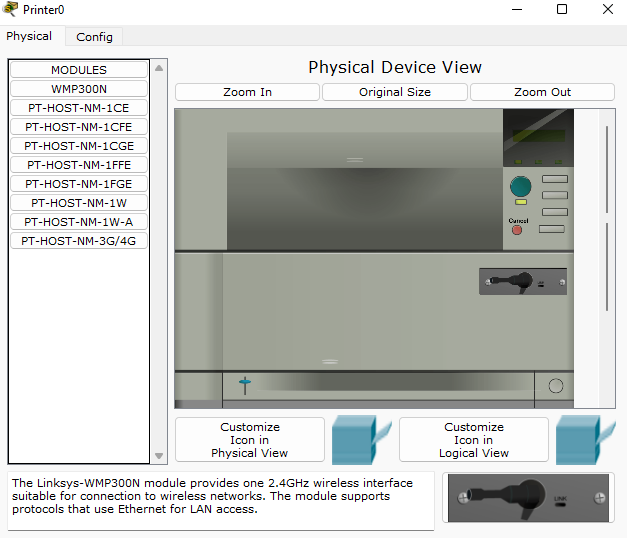 Printer0
Physical
Config
MODULES
WMP300N
PT-HOST-NM-1CE
PT-HOST-NM-1CFE
PT-HOST-NM-1CGE
PT-HOST-NM-1FFE
PT-HOST-NM-1FGE
PT-HOST-NM-1W
PT-HOST-NM-1W-A
PT-HOST-NM-3G/4G
Physical Device View
Zoom In
Original Size
Zoom Out
Cancel
Customize
Icon in
Physical View
Customize
Icon in
Logical View
The Linksys-WMP300N module provides one 2.4GHz wireless interface
suitable for connection to wireless networks. The module supports
protocols that use Ethernet for LAN access.
LINK